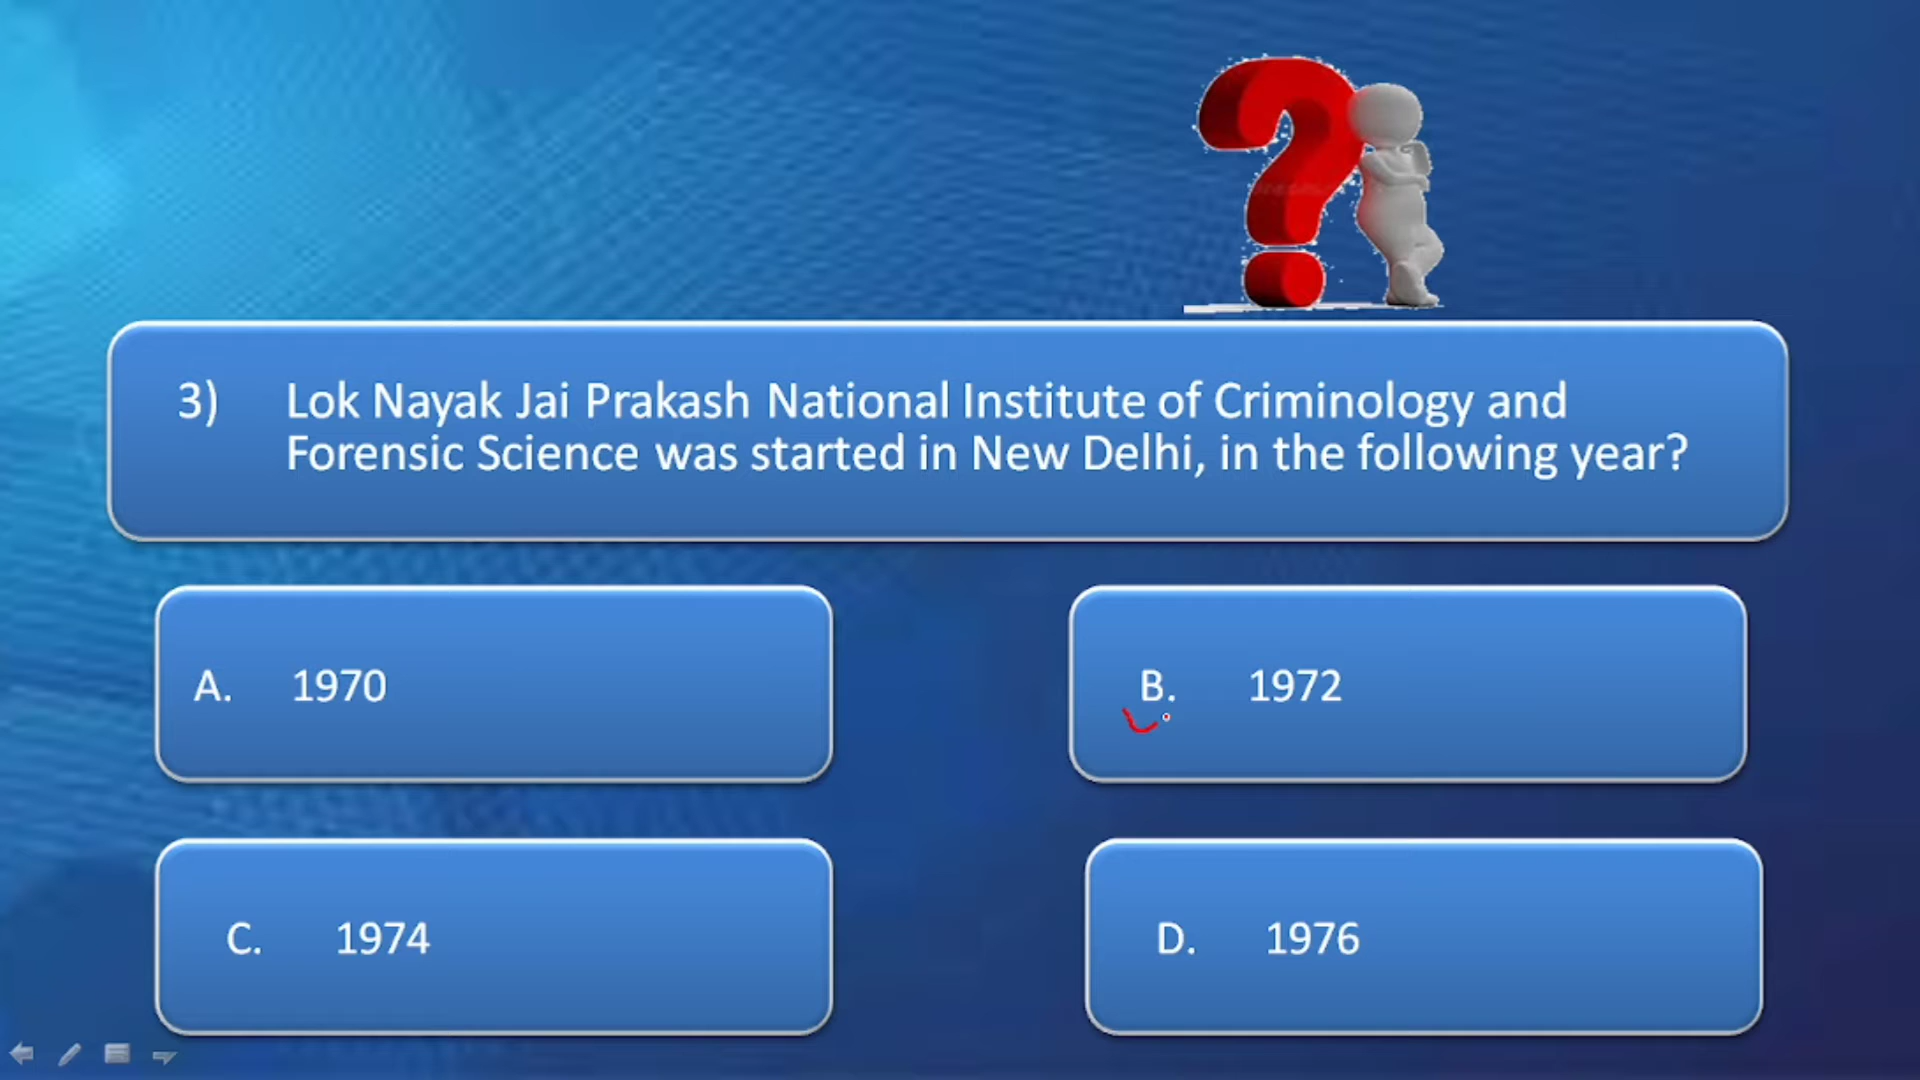 3) Lok Nayak Jai Prakash National Institute of Criminology and
Forensic Science was started in New Delhi, in the following year?
A. 1970
B. 1972
C. 1974
D. 1976